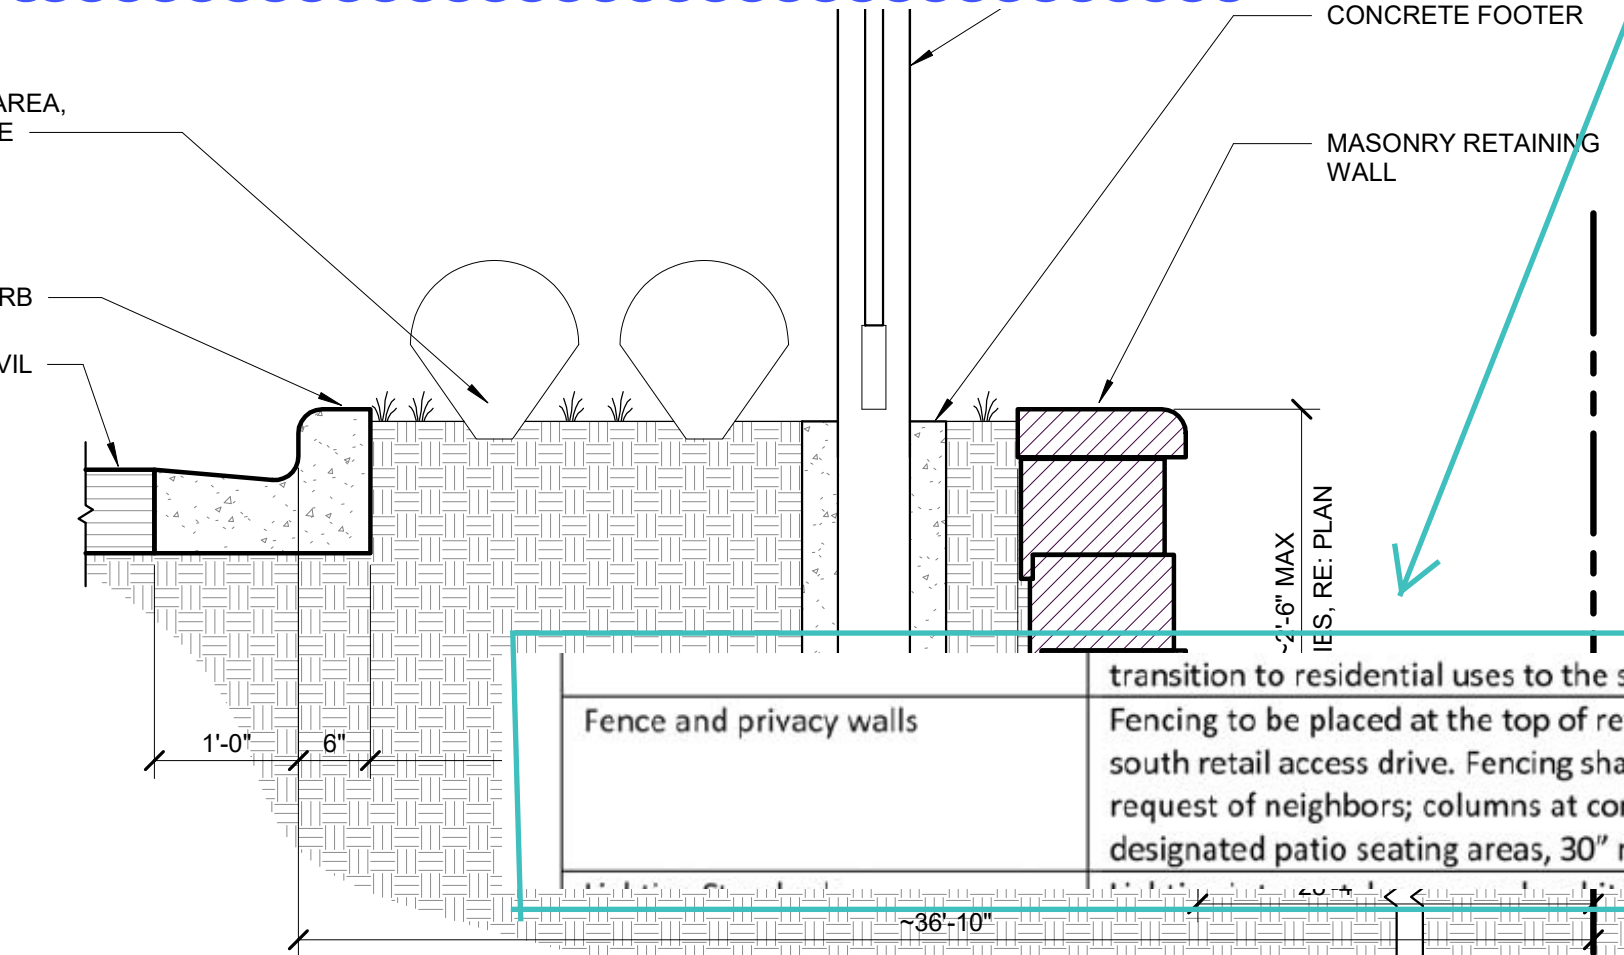 CONCRETE FOOTER
AREA,
E
MASONRY RETAINING
WALL
RB
VIL
~2'-6" MAX
IES, RE: PLAN
transition to residential uses to the s
Fence and privacy walls
Fencing to be placed at the top of re
south retail access drive. Fencing sha
request of neighbors; columns at co
designated patio seating areas, 30"
1'-0"
6"
~36'-10"